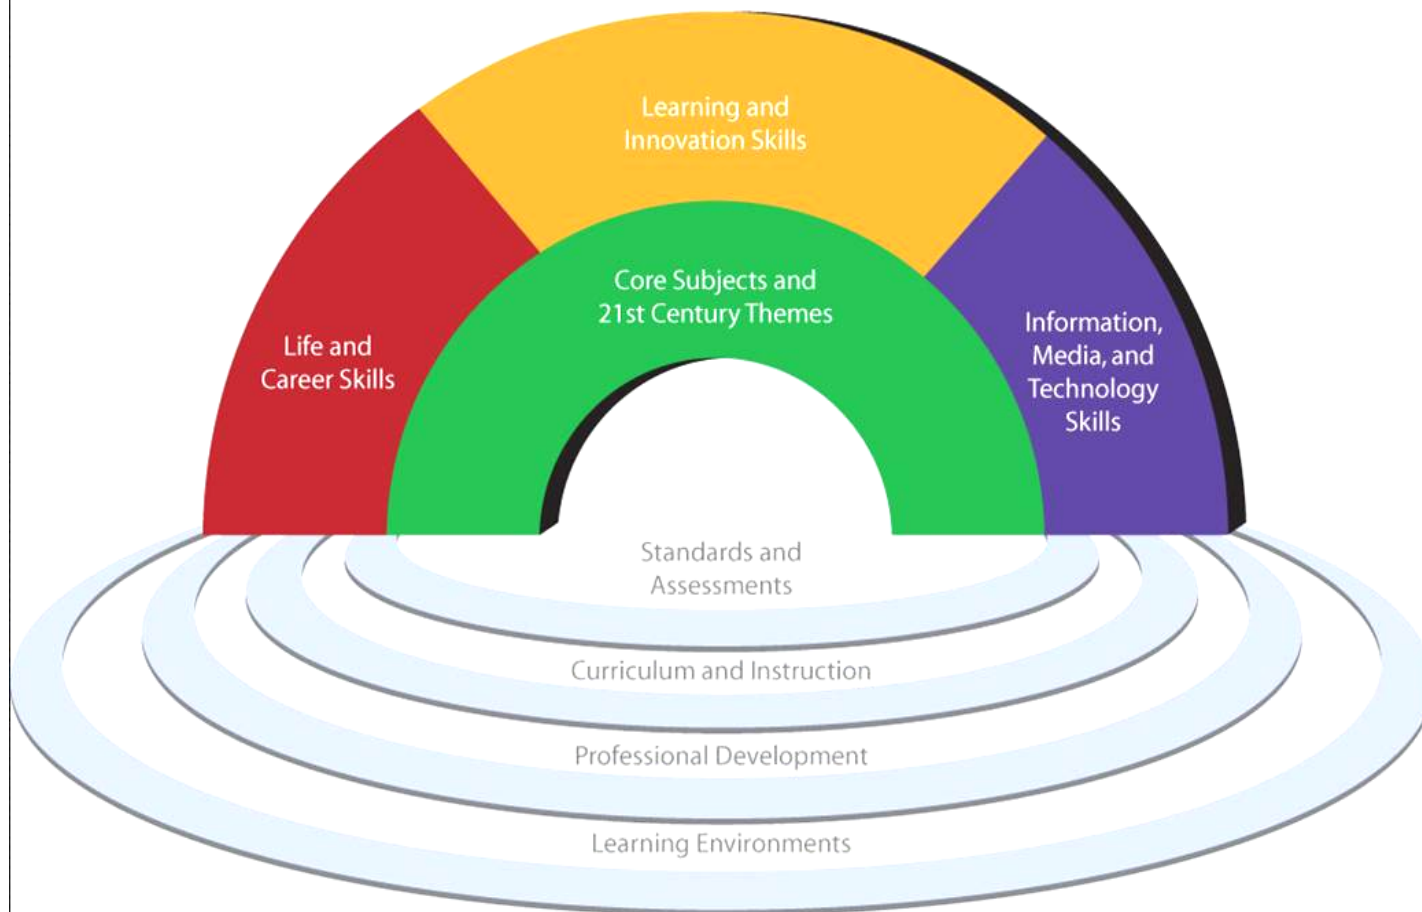 Learning and
Innovation Skills
Core Subjects and
21st Century Themes
Life and
Career Skills
Information,
Media, and
Technology
Skills
Standards and
Assessments
Curriculum and Instruction
Professional Development
Learning Environments